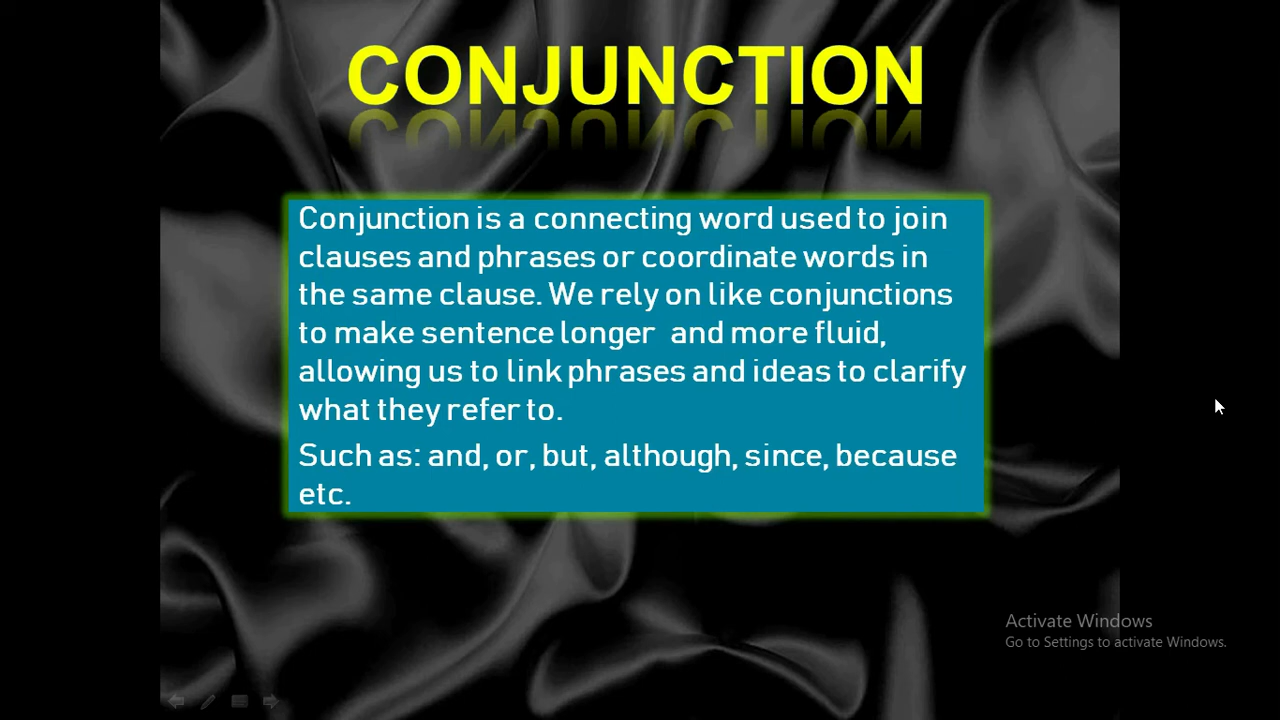 CONJUNCTION
Conjunction is a connecting word used to join
clauses and phrases or coordinate words in
the same clause. We rely on like conjunctions
to make sentence longer  and more fluid,
allowing us to link phrases and ideas to clarify
what they refer to.
Such as: and, or, but, although, since, because
etc.
Activate Windows
Go to Settings to activate Windows.